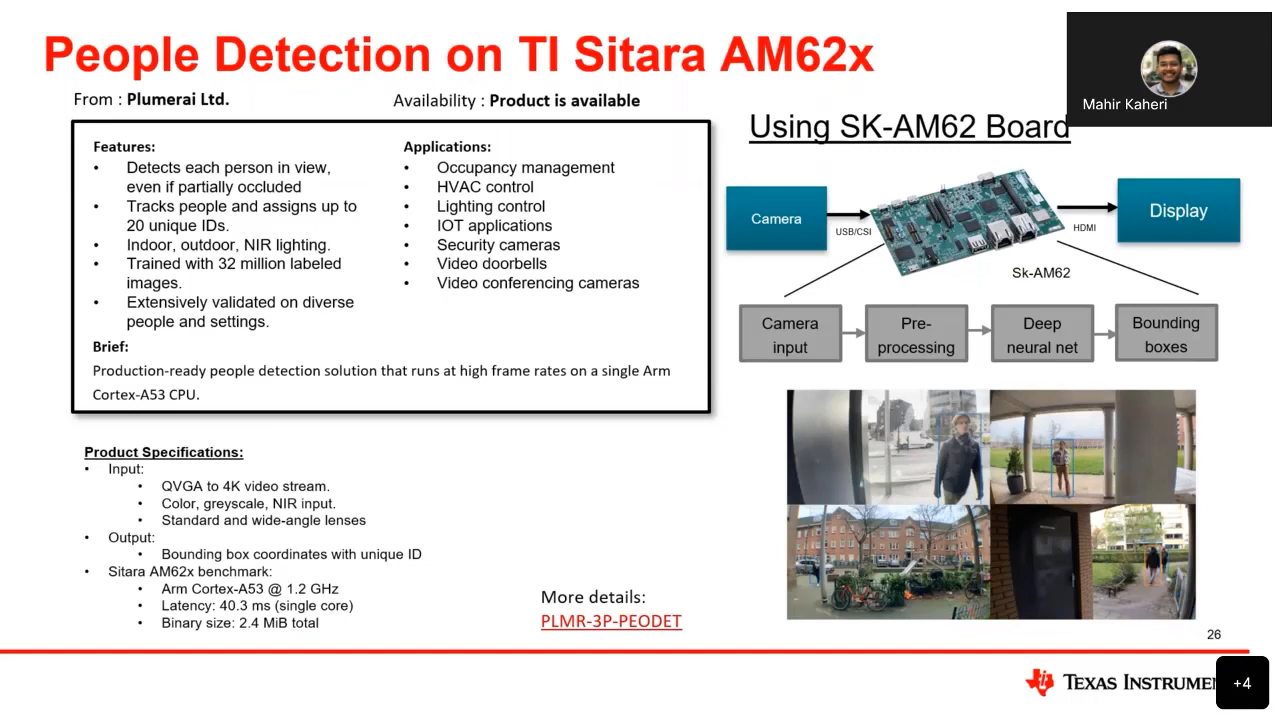 People Detection on TI Sitara AM62x
Mahir Kaheri
From : Plumerai Ltd.
Availability : Product is available
Features:
• Detects each person in view,
even if partially occluded
• Tracks people and assigns up to
20 unique IDs.
• Indoor, outdoor, NIR lighting.
• Trained with 32 million labeled
images.
• Extensively validated on diverse
people and settings.
Applications:
• Occupancy management
• HVAC control
• Lighting control
• IOT applications
• Security cameras
• Video doorbells
• Video conferencing cameras
Brief:
Production-ready people detection solution that runs at high frame rates on a single Arm
Cortex-A53 CPU.
Using SK-AM62 Board
Camera
USB/CSI
HDMI
Display
Sk-AM62
Camera
input
Pre-
processing
Deep
neural net
Bounding
boxes
Product Specifications:
• Input:
• QVGA to 4K video stream.
• Color, greyscale, NIR input.
• Standard and wide-angle lenses
• Output:
• Bounding box coordinates with unique ID
• Sitara AM62x benchmark:
• Arm Cortex-A53 @ 1.2 GHz
• Latency: 40.3 ms (single core)
• Binary size: 2.4 MiB total
More details:
PLMR-3P-PEODET
26
TEXAS INSTRUMEN
+4